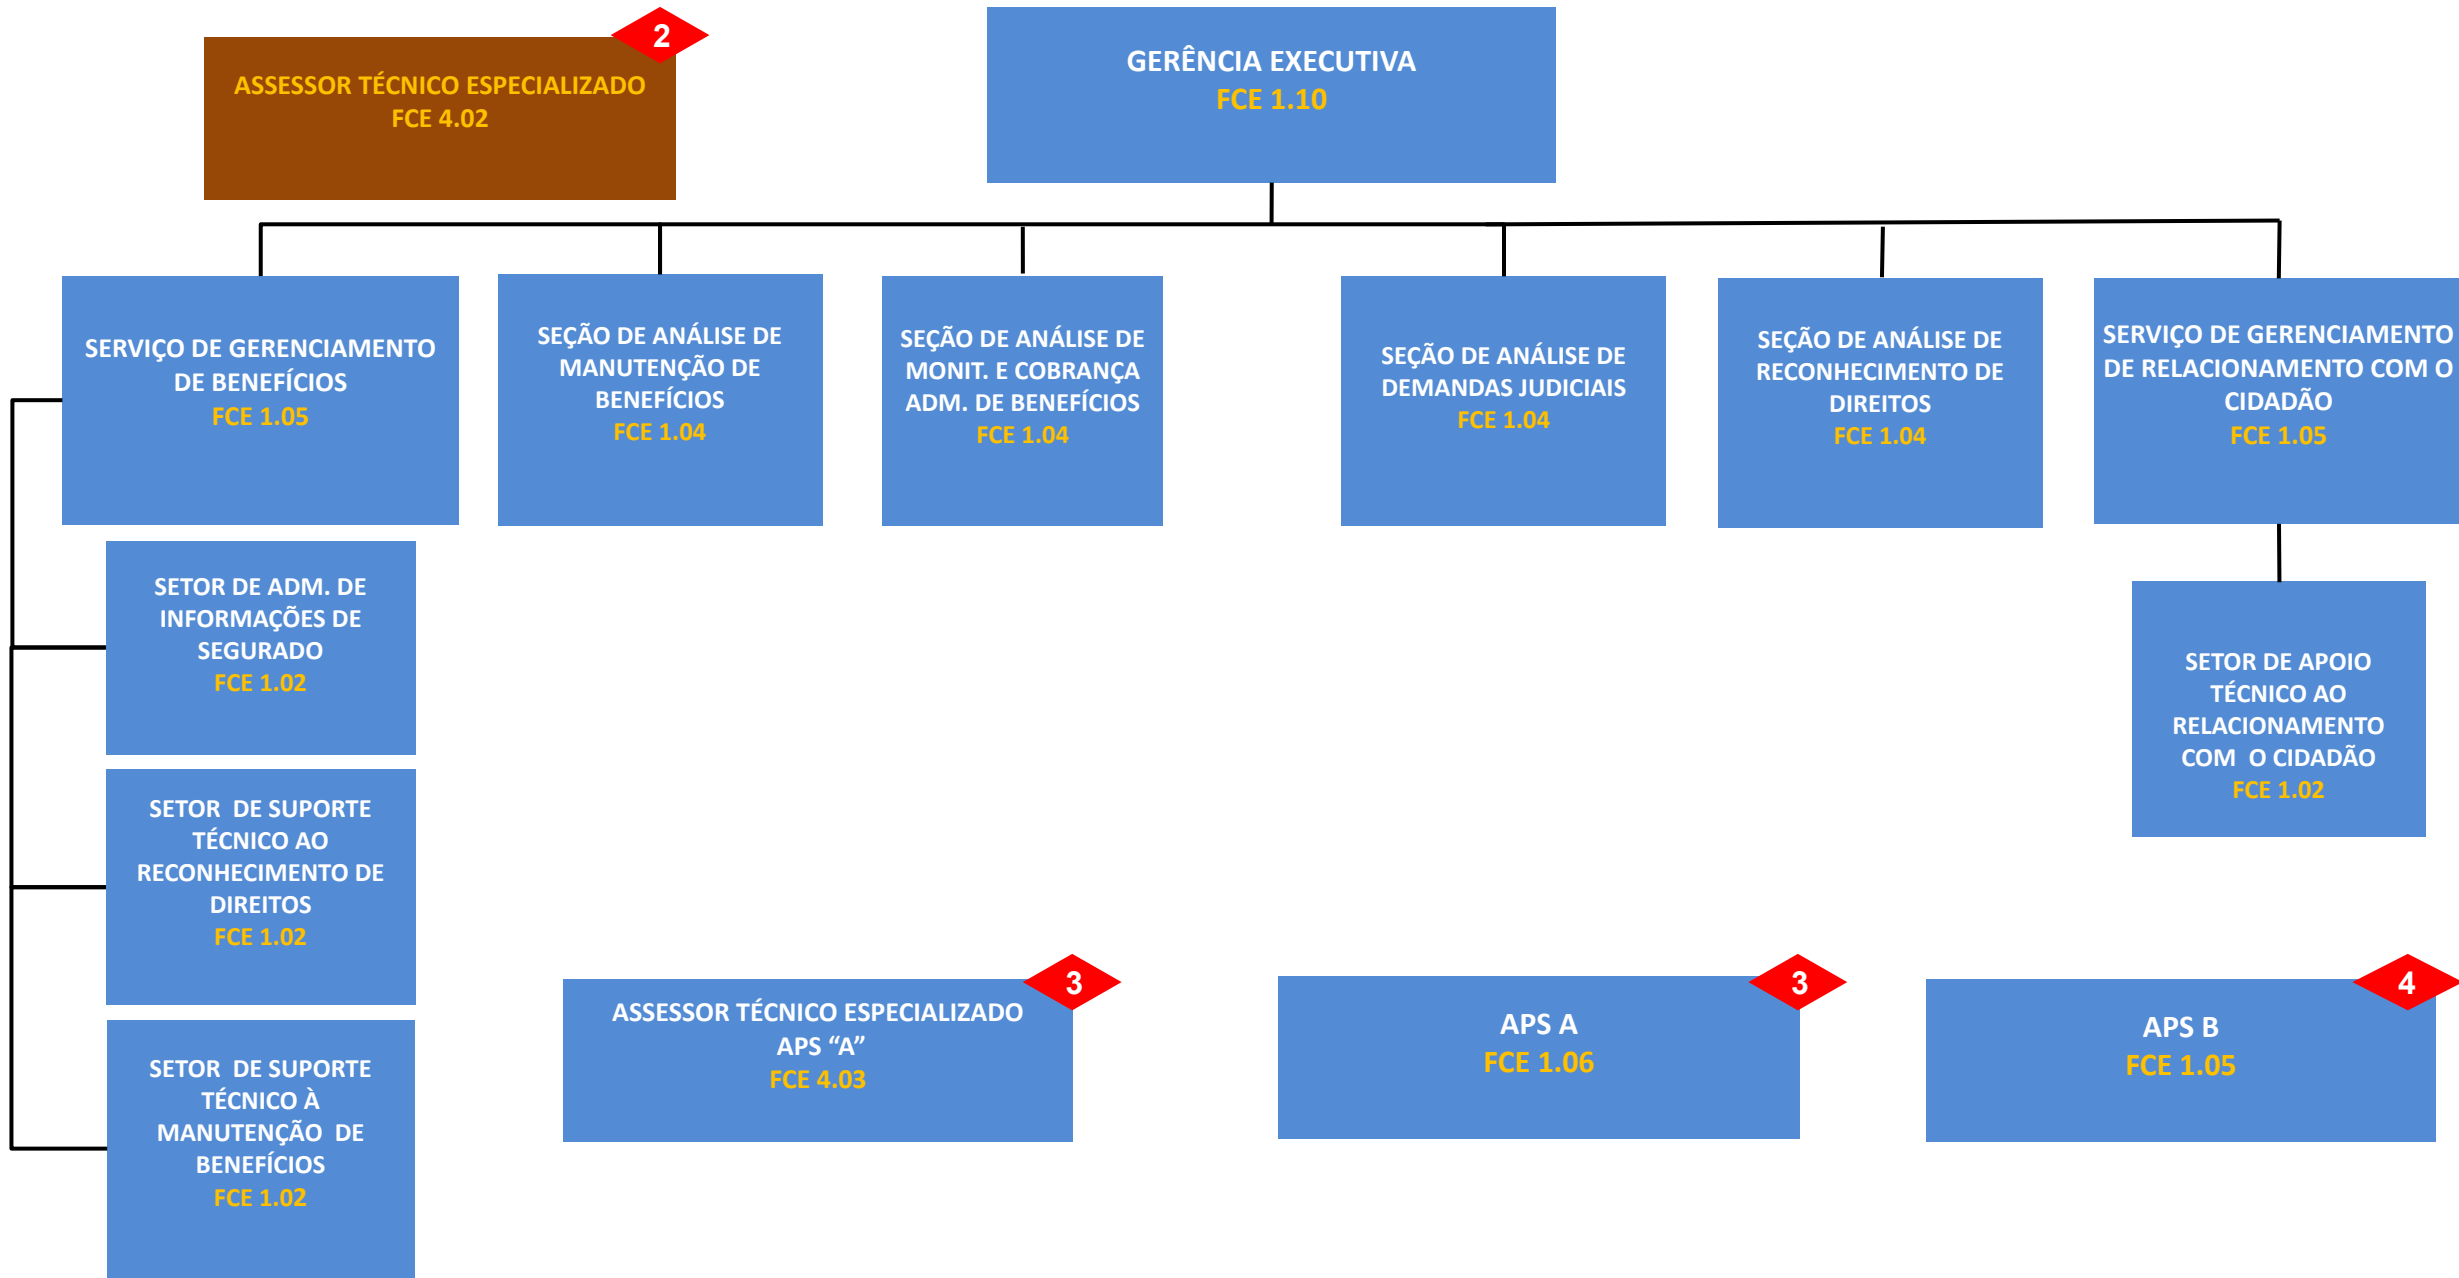 2
ASSESSOR TÉCNICO ESPECIALIZADO
FCE 4.02
GERÊNCIA EXECUTIVA
FCE 1.10
SERVIÇO DE GERENCIAMENTO
DE BENEFÍCIOS
FCE 1.05
SEÇÃO DE ANÁLISE DE
MANUTENÇÃO DE
BENEFÍCIOS
FCE 1.04
SEÇÃO DE ANÁLISE DE
MONIT. E COBRANÇA
ADM. DE BENEFÍCIOS
FCE 1.04
SEÇÃO DE ANÁLISE DE
DEMANDAS JUDICIAIS
FCE 1.04
SEÇÃO DE ANÁLISE DE
RECONHECIMENTO DE
DIREITOS
FCE 1.04
SERVIÇO DE GERENCIAMENTO
DE RELACIONAMENTO COM O
CIDADÃO
FCE 1.05
SETOR DE ADM. DE
INFORMAÇÕES DE
SEGURADO
FCE 1.02
SETOR DE APOIO
TÉCNICO AO
RELACIONAMENTO
COM O CIDADÃO
FCE 1.02
SETOR DE SUPORTE
TÉCNICO AO
RECONHECIMENTO DE
DIREITOS
FCE 1.02
SETOR DE SUPORTE
TÉCNICO À
MANUTENÇÃO DE
BENEFÍCIOS
FCE 1.02
3
ASSESSOR TÉCNICO ESPECIALIZADO
APS “A”
FCE 4.03
3
APS A
FCE 1.06
4
APS B
FCE 1.05